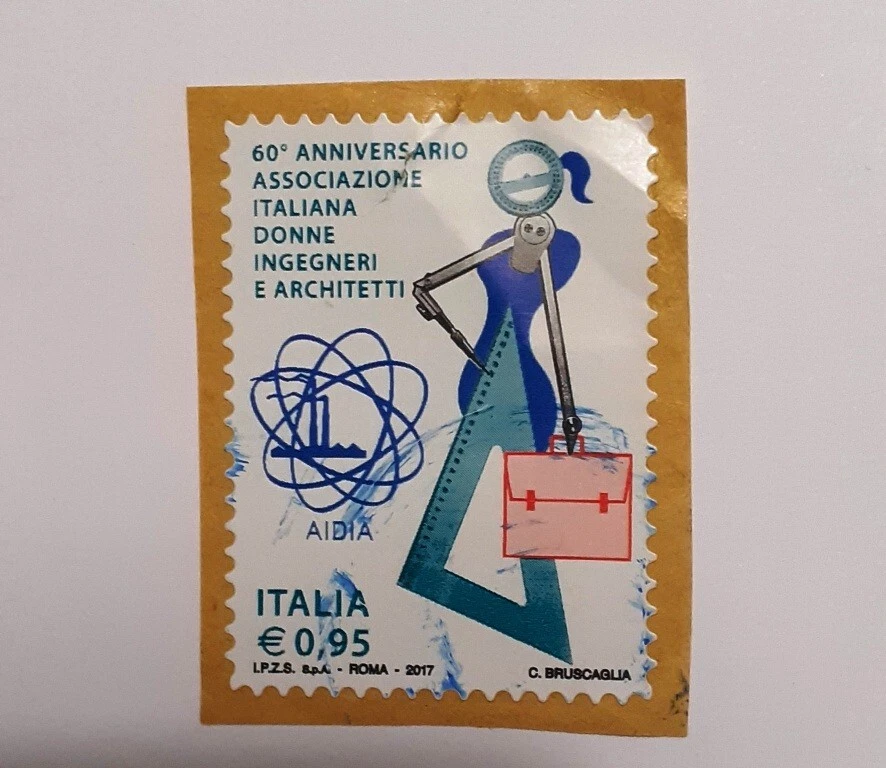 60° ANNIVERSARIO
ASSOCIAZIONE
ITALIANA
DONNE
INGEGNERI
E ARCHITETTI
AIDIA
ITALIA
€ 0,95
I.P.Z.S. S.p.A. - ROMA - 2017
C. BRUSCAGLIA